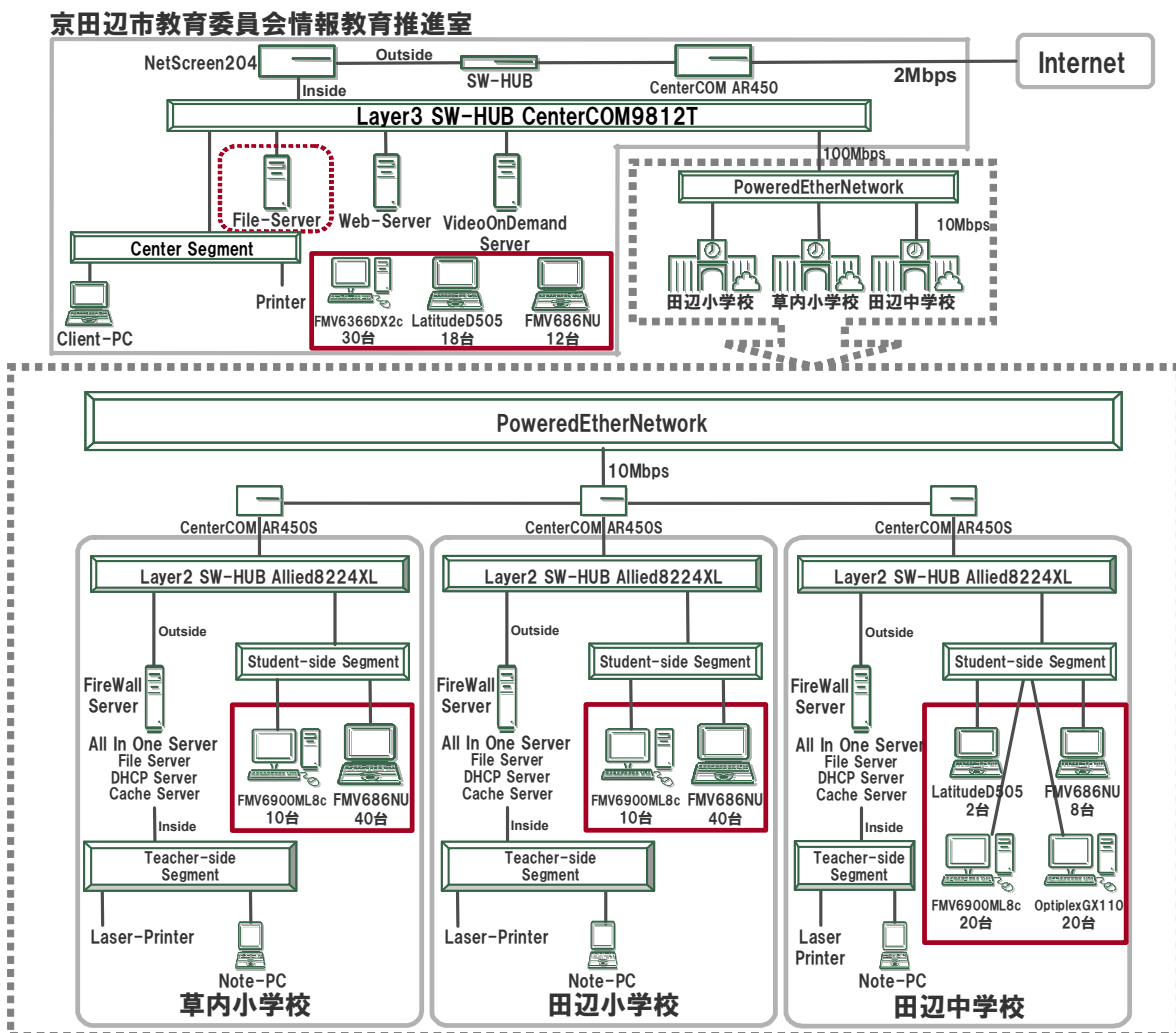 京田辺市教育委員会情報教育推進室
NetScreen204
Outside
SW-HUB
CenterCOM AR450
2Mbps
Internet
Inside
Layer3 SW-HUB CenterCOM9812T
100Mbps
PoweredEtherNetwork
10Mbps
File-Server
Web-Server
VideoOnDemand
Server
Center Segment
Printer
Client-PC
FMV6366DX2c
30台
LatitudeD505
18台
FMV686NU
12台
田辺小学校
草内小学校
田辺中学校
PoweredEtherNetwork
10Mbps
CenterCOM AR450S
CenterCOM AR450S
CenterCOM AR450S
Layer2 SW-HUB Allied8224XL
Outside
Student-side Segment
FireWall
Server
All In One Server
File Server
DHCP Server
Cache Server
FMV6900ML8c
10台
FMV686NU
40台
Inside
Teacher-side
Segment
Laser-Printer
Note-PC
草内小学校
Layer2 SW-HUB Allied8224XL
Outside
Student-side Segment
FireWall
Server
All In One Server
File Server
DHCP Server
Cache Server
FMV6900ML8c
10台
FMV686NU
40台
Inside
Teacher-side
Segment
Laser-Printer
Note-PC
田辺小学校
Layer2 SW-HUB Allied8224XL
Outside
Student-side Segment
FireWall
Server
All In One Server
File Server
DHCP Server
Cache Server
LatitudeD505
2台
FMV686NU
8台
FMV6900ML8c
20台
OptiplexGX110
20台
Inside
Teacher-side
Segment
Laser
Printer
Note-PC
田辺中学校